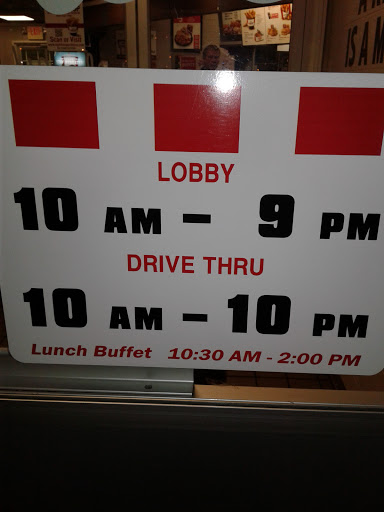 IS A M
LOBBY
10 AM - 9 PM
DRIVE THRU
10 AM - 10 PM
Lunch Buffet 10:30 AM - 2:00 PM